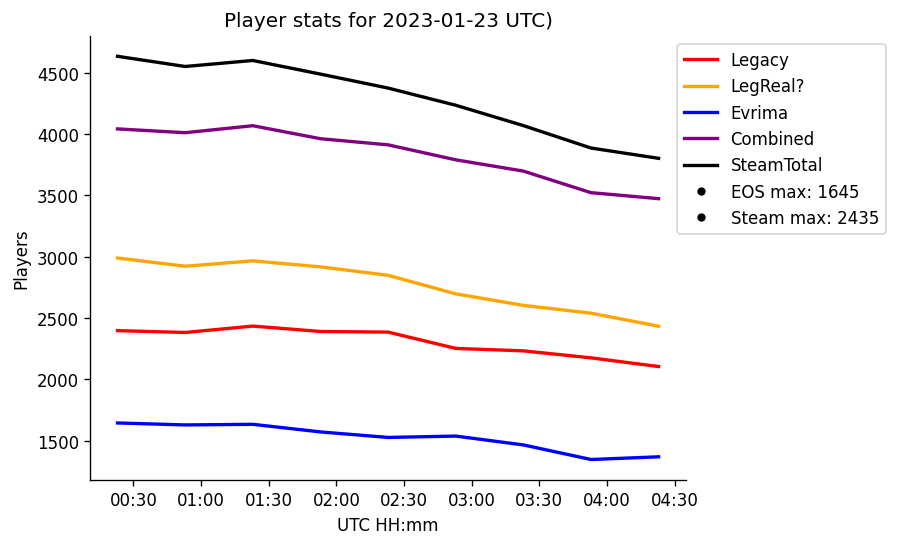 Player stats for 2023-01-23 UTC)
Legacy
LegReal?
Evrima
Combined
SteamTotal
EOS max: 1645
Steam max: 2435
Players
4500
4000
3500
3000
2500
2000
1500
00:30 01:00 01:30 02:00 02:30 03:00 03:30 04:00 04:30
UTC HH:mm